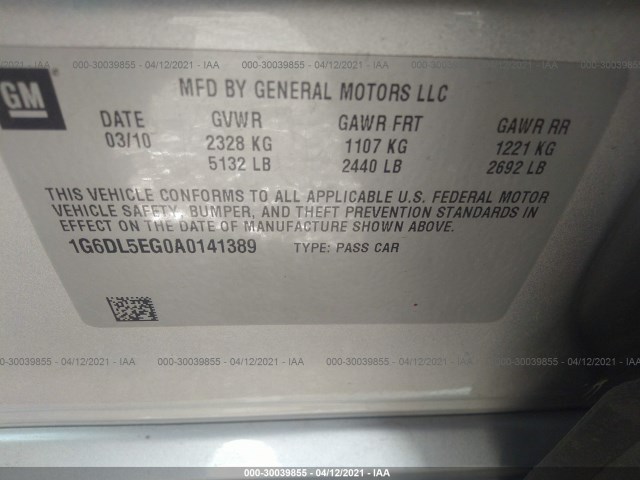 000-30039855 - 04/12/2021 - IAA 000-30039855 - 04/12/2021 - IAA 000-30039855 - 04/12/2021 - IAA
GM
MFD BY GENERAL MOTORS LLC
DATE GVWR GAWR FRT GAWR RR
03/10 2328 KG 1107 KG 1221 KG
5132 LB 2440 LB 2692 LB
THIS VEHICLE CONFORMS TO ALL APPLICABLE U.S. FEDERAL MOTOR
VEHICLE SAFETY, BUMPER, AND THEFT PREVENTION STANDARDS IN
EFFECT ON THE DATE OF MANUFACTURE SHOWN ABOVE.
1G6DL5EG0A0141389 TYPE: PASS CAR
000-30039855 - 04/12/2021 - IAA 000-30039855 - 04/12/2021 - IAA 000-30039855 - 04/12/2021 - IAA
000-30039855 - 04/12/2021 - IAA